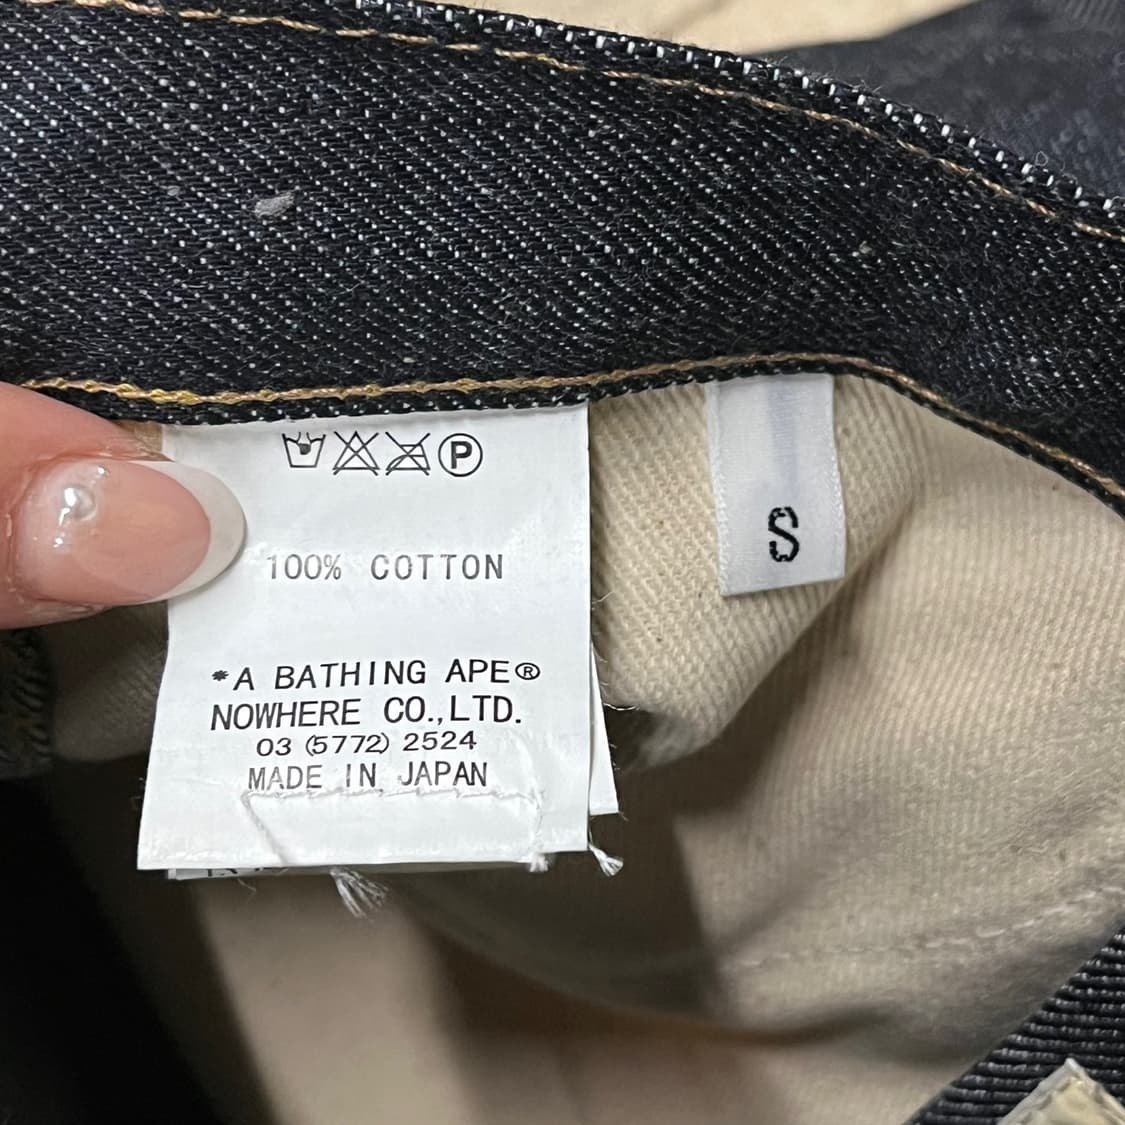 P
100% COTTON
*A BATHING APE®
NOWHERE CO.,LTD.
03 (5772) 2524
MADE IN JAPAN
S